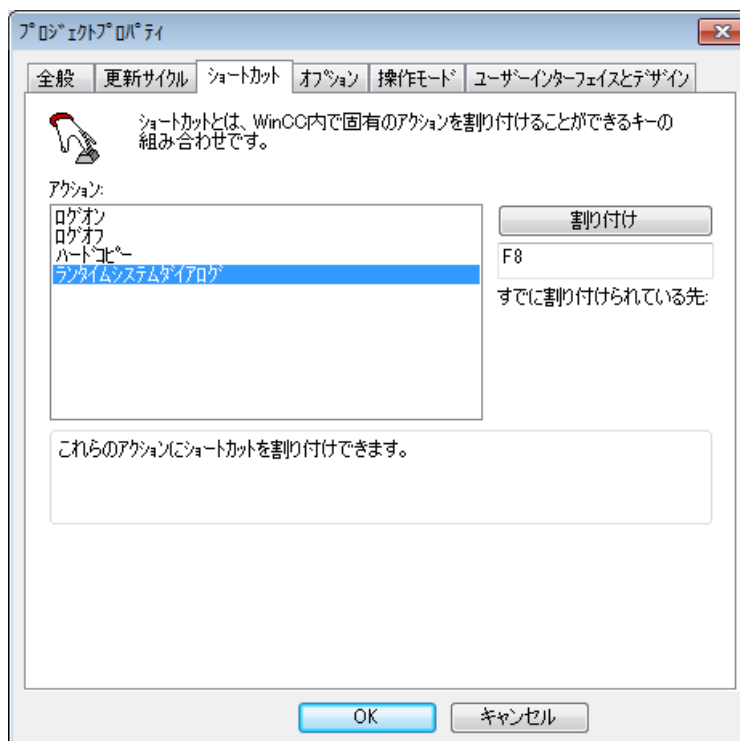 プロジェクトプロパティ
全般 更新サイクル ショートカット オプション 操作モード ユーザーインターフェイスとデザイン
ショートカットとは、WinCC内で固有のアクションを割り付けることができるキーの
組み合わせです。
アクション:
ログオン
ログオフ
ハードコピー
ランタイムシステムダイアログ
割り付け
F8
すでに割り付けられている先:
これらのアクションにショートカットを割り付けできます。
OK キャンセル